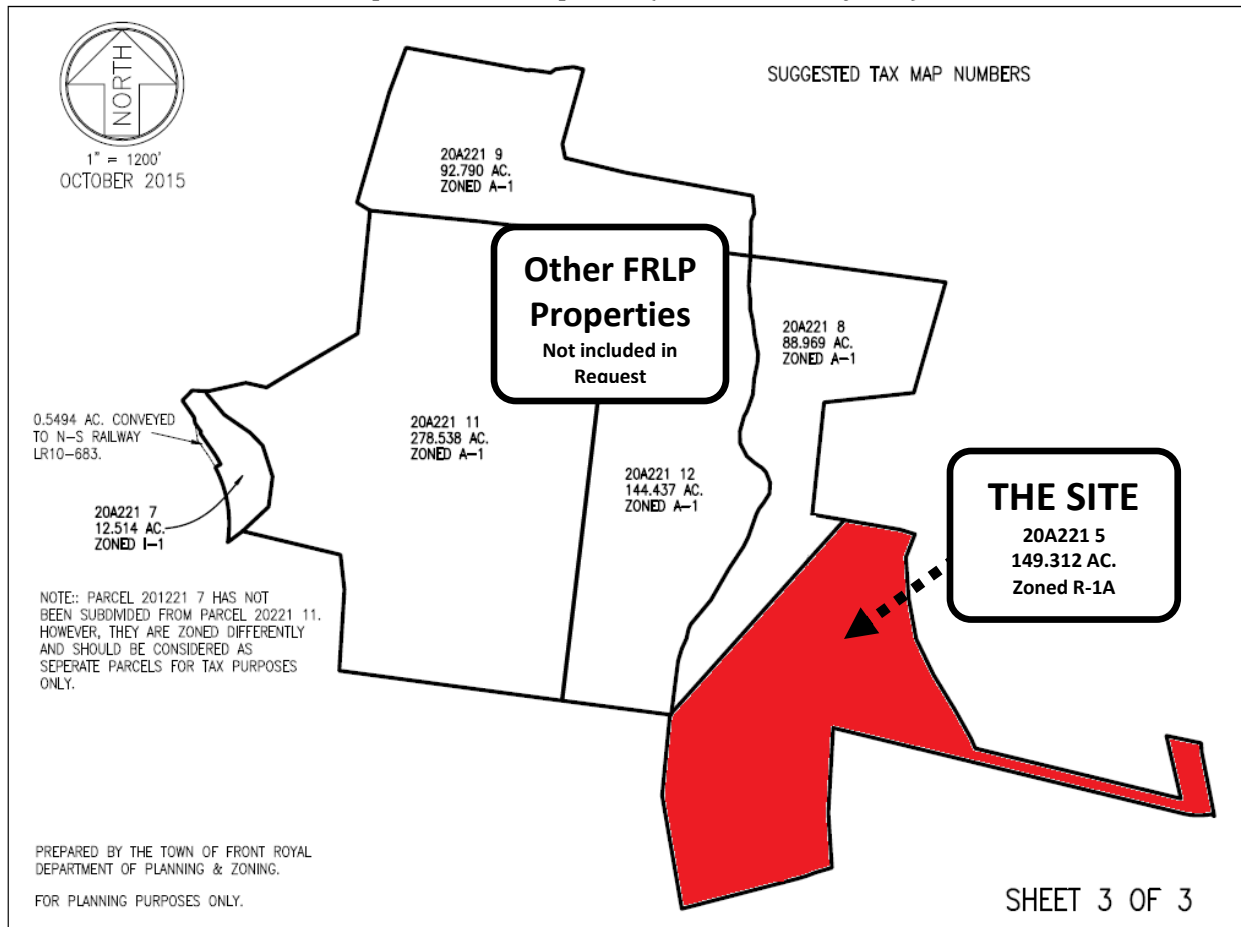 SUGGESTED TAX MAP NUMBERS
NORTH
1" = 1200'
OCTOBER 2015
20A221 9
92.790 AC.
ZONED A-1
Other FRLP
Properties
Not included in
Request
20A221 8
88.969 AC.
ZONED A-1
0.5494 AC. CONVEYED
TO N-S RAILWAY
LR10-683.
20A221 11
278.538 AC.
ZONED A-1
20A221 12
144.437 AC.
ZONED A-1
THE SITE
20A221 5
149.312 AC.
Zoned R-1A
20A221 7
12.514 AC.
ZONED I-1
NOTE:: PARCEL 201221 7 HAS NOT
BEEN SUBDIVIDED FROM PARCEL 20221 11.
HOWEVER, THEY ARE ZONED DIFFERENTLY
AND SHOULD BE CONSIDERED AS
SEPERATE PARCELS FOR TAX PURPOSES
ONLY.
PREPARED BY THE TOWN OF FRONT ROYAL
DEPARTMENT OF PLANNING & ZONING.
FOR PLANNING PURPOSES ONLY.
SHEET 3 OF 3